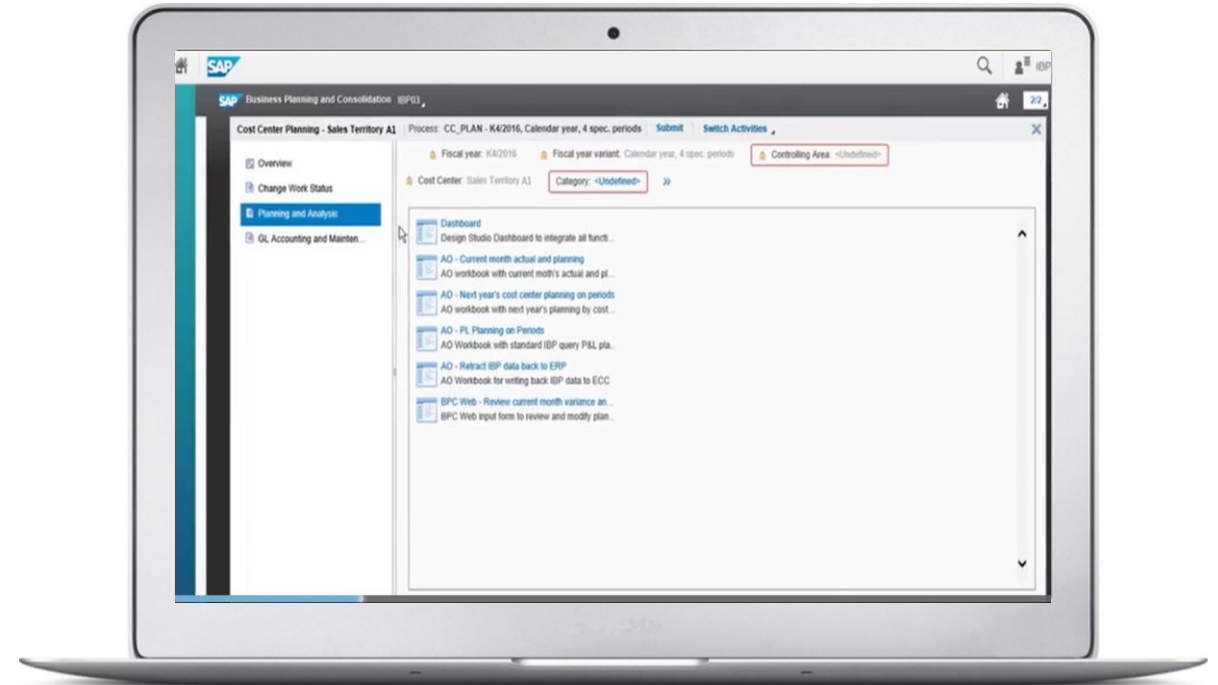 SAP IBP
SAP Business Planning and Consolidation IBP03 2/2
Cost Center Planning - Sales Territory A1 Process: CC_PLAN - K4/2016, Calendar year, 4 spec. periods Submit Switch Activities
Overview
Change Work Status
Planning and Analysis
GL Accounting and Mainten...
Fiscal year: K4/2016 Fiscal year variant: Calendar year, 4 spec. periods Controlling Area: <Undefined>
Cost Center: Sales Territory A1 Category: <Undefined> »
Dashboard
Design Studio Dashboard to integrate all functi...
AO - Current month actual and planning
AO workbook with current moth's actual and pl...
AO - Next year's cost center planning on periods
AO workbook with next year's planning by cost...
AO - PL Planning on Periods
AO Workbook with standard IBP query P&L pla...
AO - Retract IBP data back to ERP
AO Workbook for writing back IBP data to ECC
BPC Web - Review current month variance an...
BPC Web input form to review and modify plan...